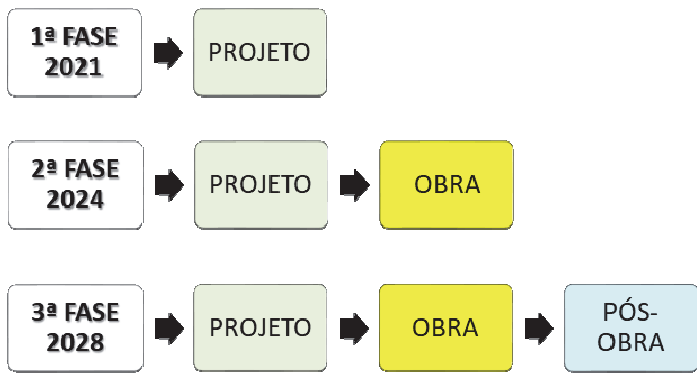 1ª FASE
2021
PROJETO
2ª FASE
2024
PROJETO
OBRA
3ª FASE
2028
PROJETO
OBRA
PÓS-
OBRA